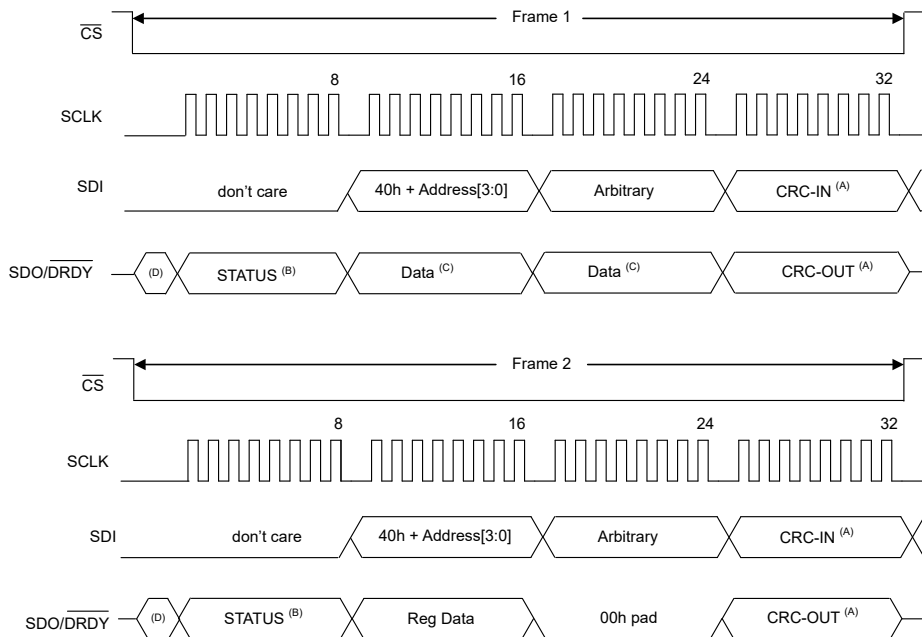 Frame 1
CS
8 16 24 32
SCLK
SDI don't care 40h + Address[3:0] Arbitrary CRC-IN (A)
SDO/DRDY (D) STATUS (B) Data (C) Data (C) CRC-OUT (A)
Frame 2
CS
8 16 24 32
SCLK
SDI don't care 40h + Address[3:0] Arbitrary CRC-IN (A)
SDO/DRDY (D) STATUS (B) Reg Data 00h pad CRC-OUT (A)